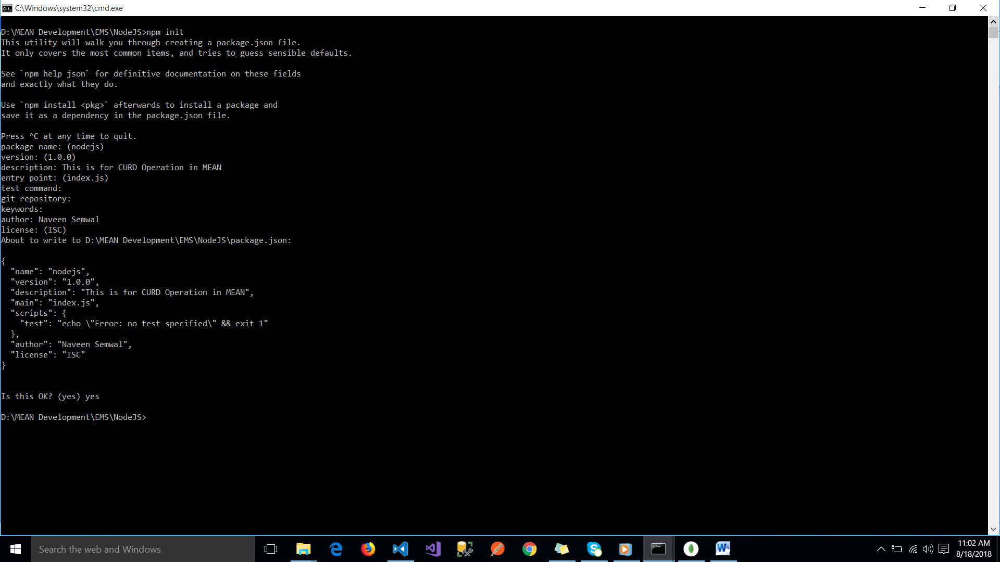 C:\Windows\system32\cmd.exe
D:\MEAN Development\EMS\NodeJS>npm init
This utility will walk you through creating a package.json file.
It only covers the most common items, and tries to guess sensible defaults.
See `npm help json` for definitive documentation on these fields
and exactly what they do.
Use `npm install <pkg>` afterwards to install a package and
save it as a dependency in the package.json file.
Press ^C at any time to quit.
package name: (nodejs)
version: (1.0.0)
description: This is for CURD Operation in MEAN
entry point: (index.js)
test command:
git repository:
keywords:
author: Naveen Semwal
license: (ISC)
About to write to D:\MEAN Development\EMS\NodeJS\package.json:
{
  "name": "nodejs",
  "version": "1.0.0",
  "description": "This is for CURD Operation in MEAN",
  "main": "index.js",
  "scripts": {
    "test": "echo \"Error: no test specified\" && exit 1"
  },
  "author": "Naveen Semwal",
  "license": "ISC"
}
Is this OK? (yes) yes
D:\MEAN Development\EMS\NodeJS>
Search the web and Windows
11:02 AM
8/18/2018